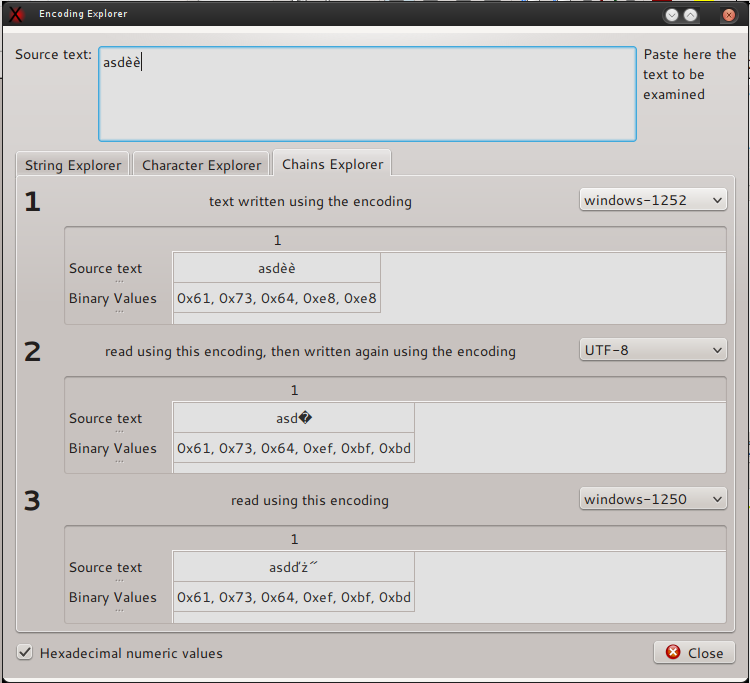 Encoding Explorer
Source text:
asdèè
Paste here the
text to be
examined
String Explorer
Character Explorer
Chains Explorer
1
text written using the encoding
windows-1252
1
Source text
asdèè
Binary Values
0x61, 0x73, 0x64, 0xe8, 0xe8
2
read using this encoding, then written again using the encoding
UTF-8
1
Source text
asd�
Binary Values
0x61, 0x73, 0x64, 0xef, 0xbf, 0xbd
3
read using this encoding
windows-1250
1
Source text
asdďż˝
Binary Values
0x61, 0x73, 0x64, 0xef, 0xbf, 0xbd
Hexadecimal numeric values
Close